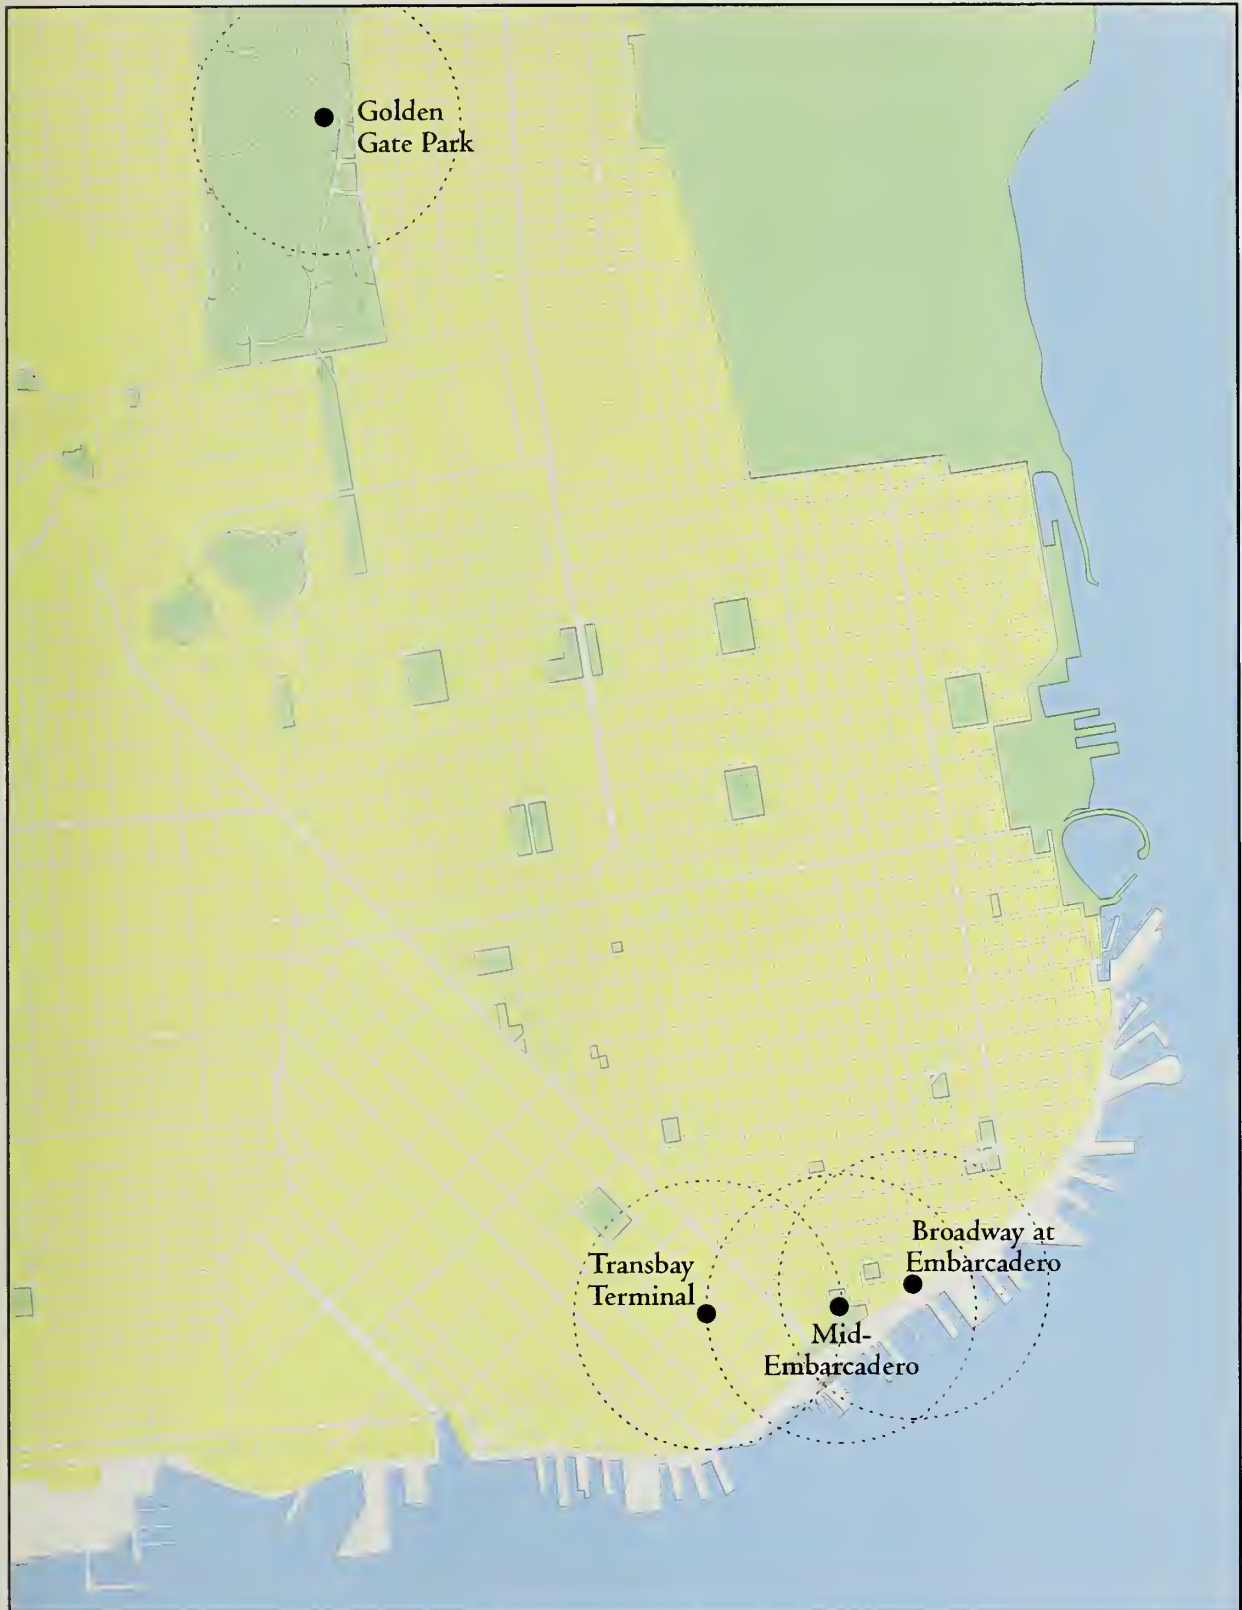 Golden
Gate Park
Broadway at
Embarcadero
Transbay
Terminal
Mid-
Embarcadero